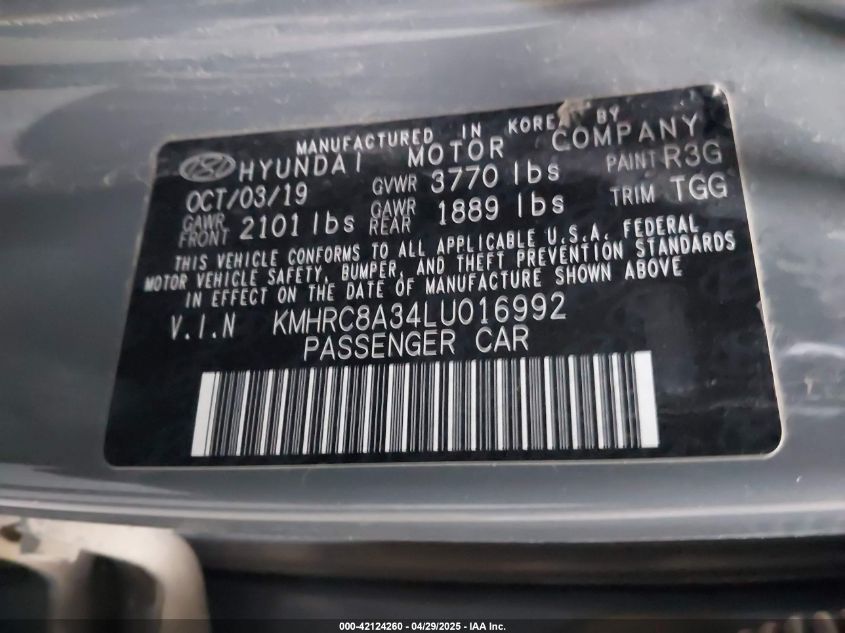 MANUFACTURED IN KOREA BY
HYUNDAI MOTOR COMPANY
OCT/03/19 GVWR 3770 lbs PAINT R3G
GAWR FRONT 2101 lbs GAWR REAR 1889 lbs TRIM TGG
THIS VEHICLE CONFORMS TO ALL APPLICABLE U.S.A. FEDERAL
MOTOR VEHICLE SAFETY, BUMPER, AND THEFT PREVENTION STANDARDS
IN EFFECT ON THE DATE OF MANUFACTURE SHOWN ABOVE
V.I.N KMHRC8A34LU016992
PASSENGER CAR
000-42124260 - 04/29/2025 - IAA Inc.